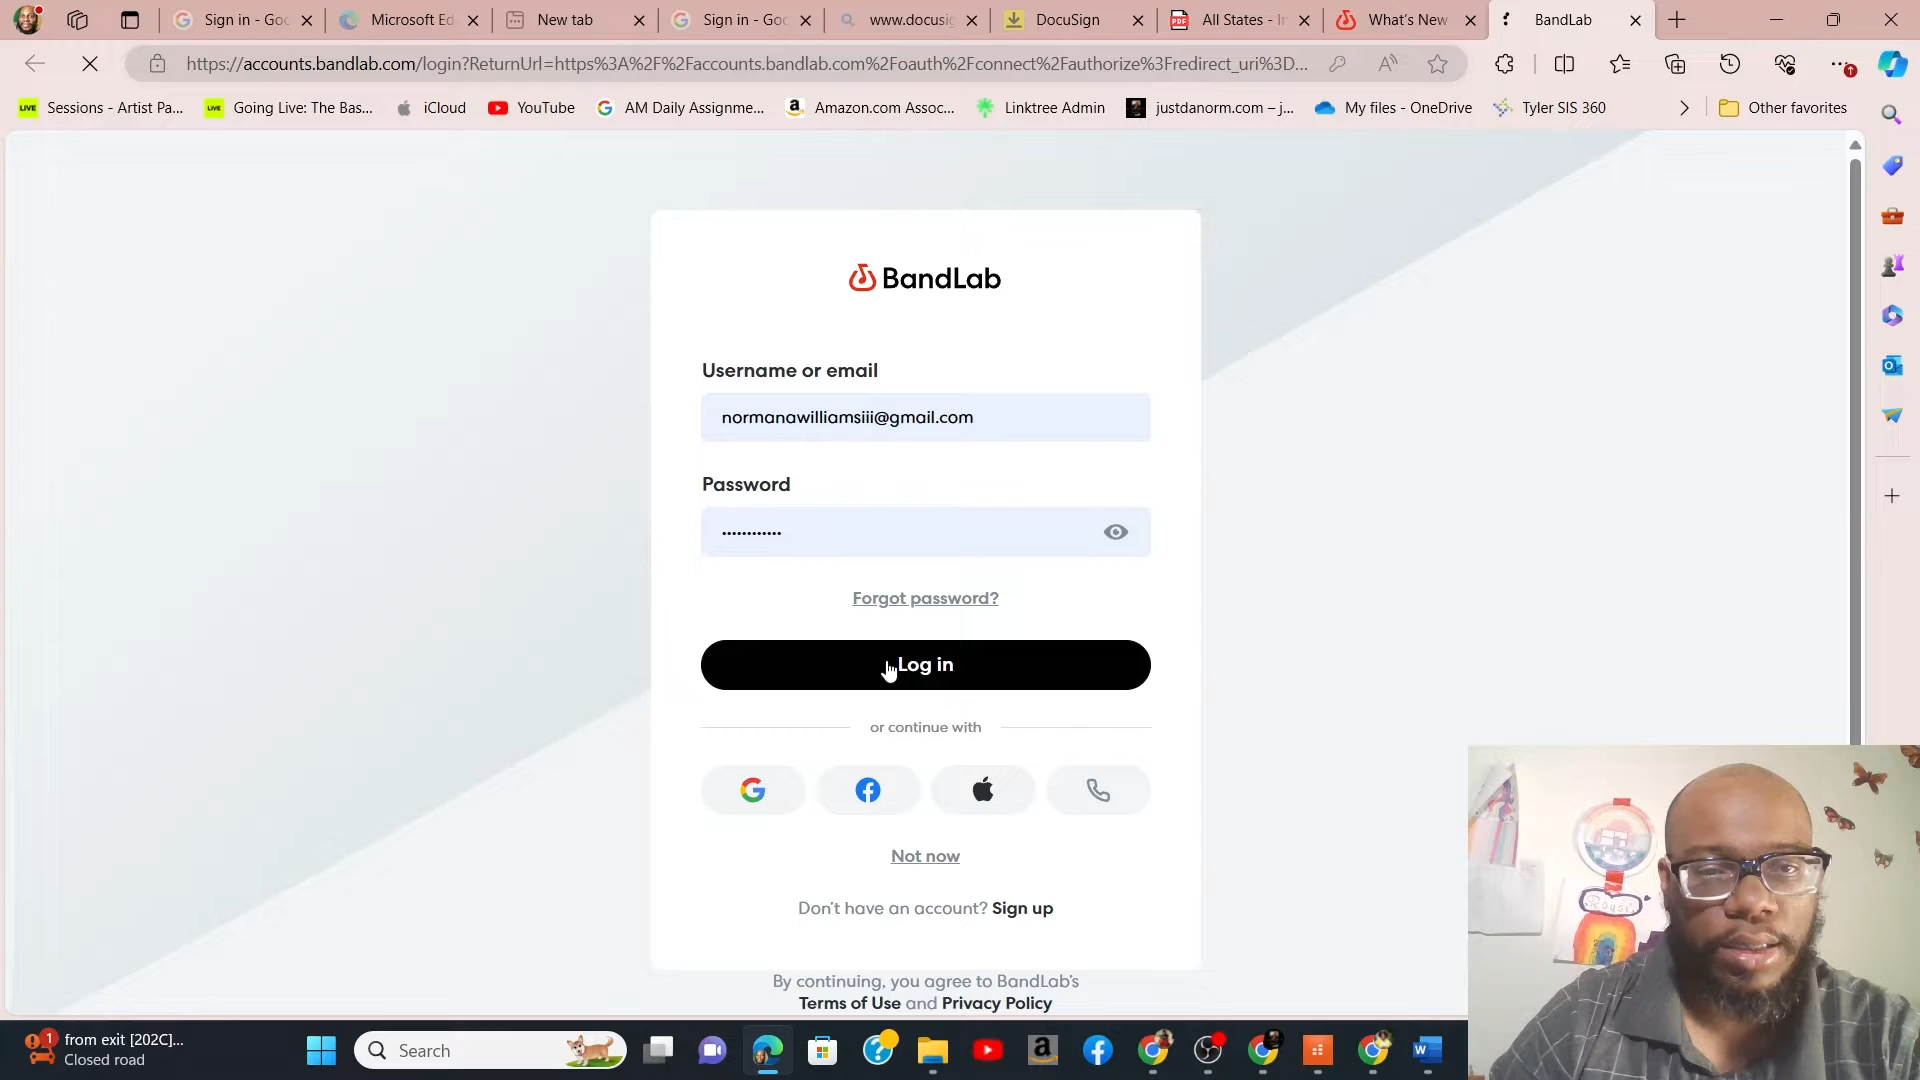 Sign in - Goo
Microsoft Ed
New tab
Sign in - Goo
www.docusig
DocuSign
All States - I
What's New
BandLab
https://accounts.bandlab.com/login?ReturnUrl=https%3A%2F%2Faccounts.bandlab.com%2Foauth%2Fconnect%2Fauthorize%3Fredirect_uri%3D...
LIVE Sessions - Artist Pa...
LIVE Going Live: The Bas...
iCloud
YouTube
AM Daily Assignme...
Amazon.com Assoc...
Linktree Admin
justdanorm.com – j...
My files - OneDrive
Tyler SIS 360
Other favorites
BandLab
Username or email
normanawilliamsiii@gmail.com
Password
••••••••••••
Forgot password?
Log in
or continue with
Not now
Don't have an account? Sign up
By continuing, you agree to BandLab's
Terms of Use and Privacy Policy
1
from exit [202C]...
Closed road
Search